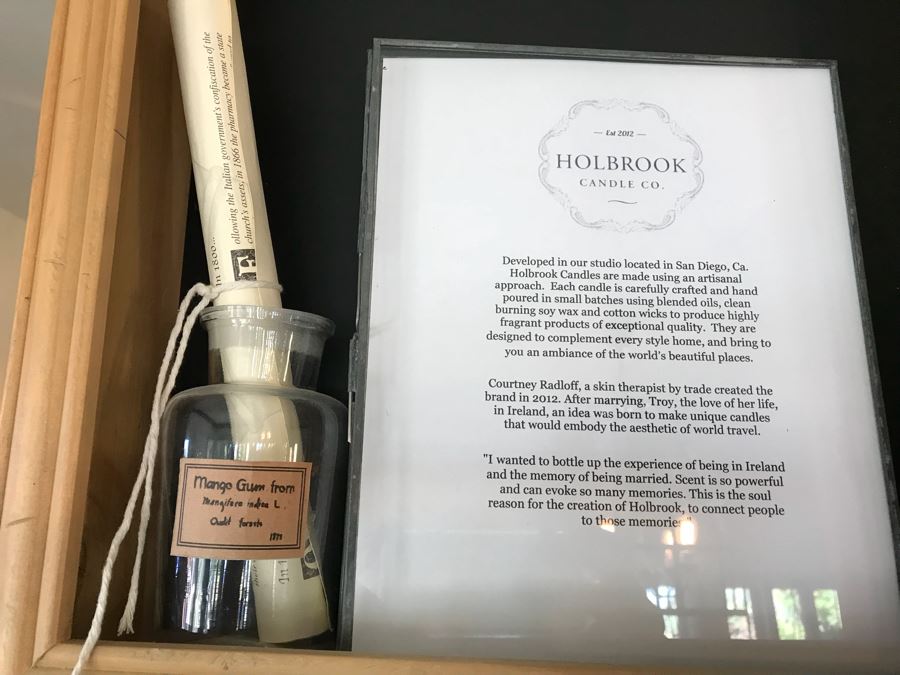 ollowing the Italian government's confiscation of the
church's assets, in 1866 the pharmacy became a state
In 1800...
Mango Gum from
Mangifera indica L.
Oudit forests
1873
Est 2012
HOLBROOK
CANDLE CO.
Developed in our studio located in San Diego, Ca.
Holbrook Candles are made using an artisanal
approach. Each candle is carefully crafted and hand
poured in small batches using blended oils, clean
burning soy wax and cotton wicks to produce highly
fragrant products of exceptional quality. They are
designed to complement every style home, and bring to
you an ambiance of the world's beautiful places.
Courtney Radloff, a skin therapist by trade created the
brand in 2012. After marrying, Troy, the love of her life,
in Ireland, an idea was born to make unique candles
that would embody the aesthetic of world travel.
"I wanted to bottle up the experience of being in Ireland
and the memory of being married. Scent is so powerful
and can evoke so many memories. This is the soul
reason for the creation of Holbrook, to connect people
to those memories."